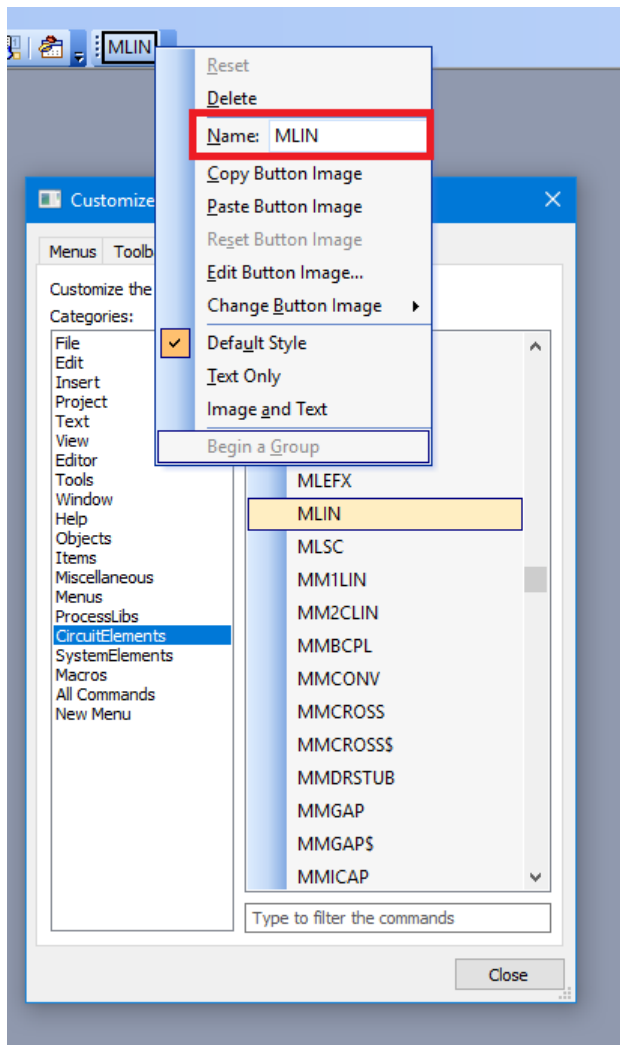 MLIN
Reset
Delete
Name: MLIN
Copy Button Image
Paste Button Image
Reset Button Image
Edit Button Image...
Change Button Image
Default Style
Text Only
Image and Text
Begin a Group
Customize
Menus Toolb
Customize the
Categories:
File
Edit
Insert
Project
Text
View
Editor
Tools
Window
Help
Objects
Items
Miscellaneous
Menus
ProcessLibs
CircuitElements
SystemElements
Macros
All Commands
New Menu
MLEFX
MLIN
MLSC
MM1LIN
MM2CLIN
MMBCPL
MMCONV
MMCROSS
MMCROSS$
MMDRSTUB
MMGAP
MMGAP$
MMICAP
Type to filter the commands
Close